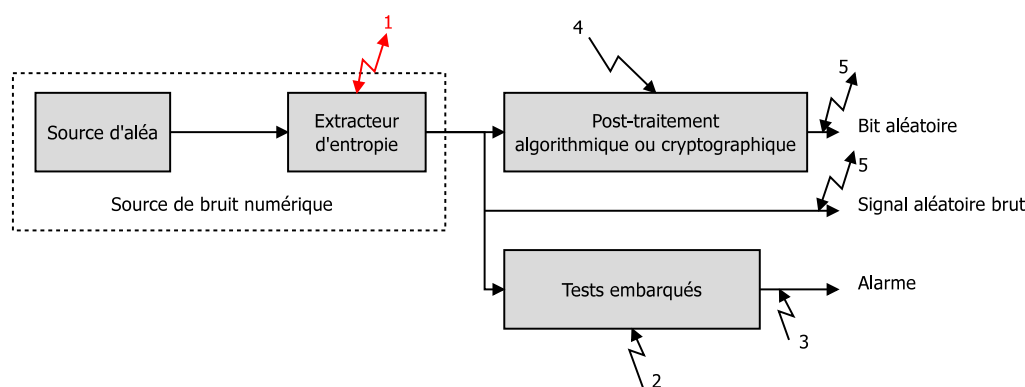 1
4
5
Source d'aléa
Extracteur
d'entropie
Post-traitement
algorithmique ou cryptographique
Bit aléatoire
5
Source de bruit numérique
Signal aléatoire brut
Tests embarqués
Alarme
3
2